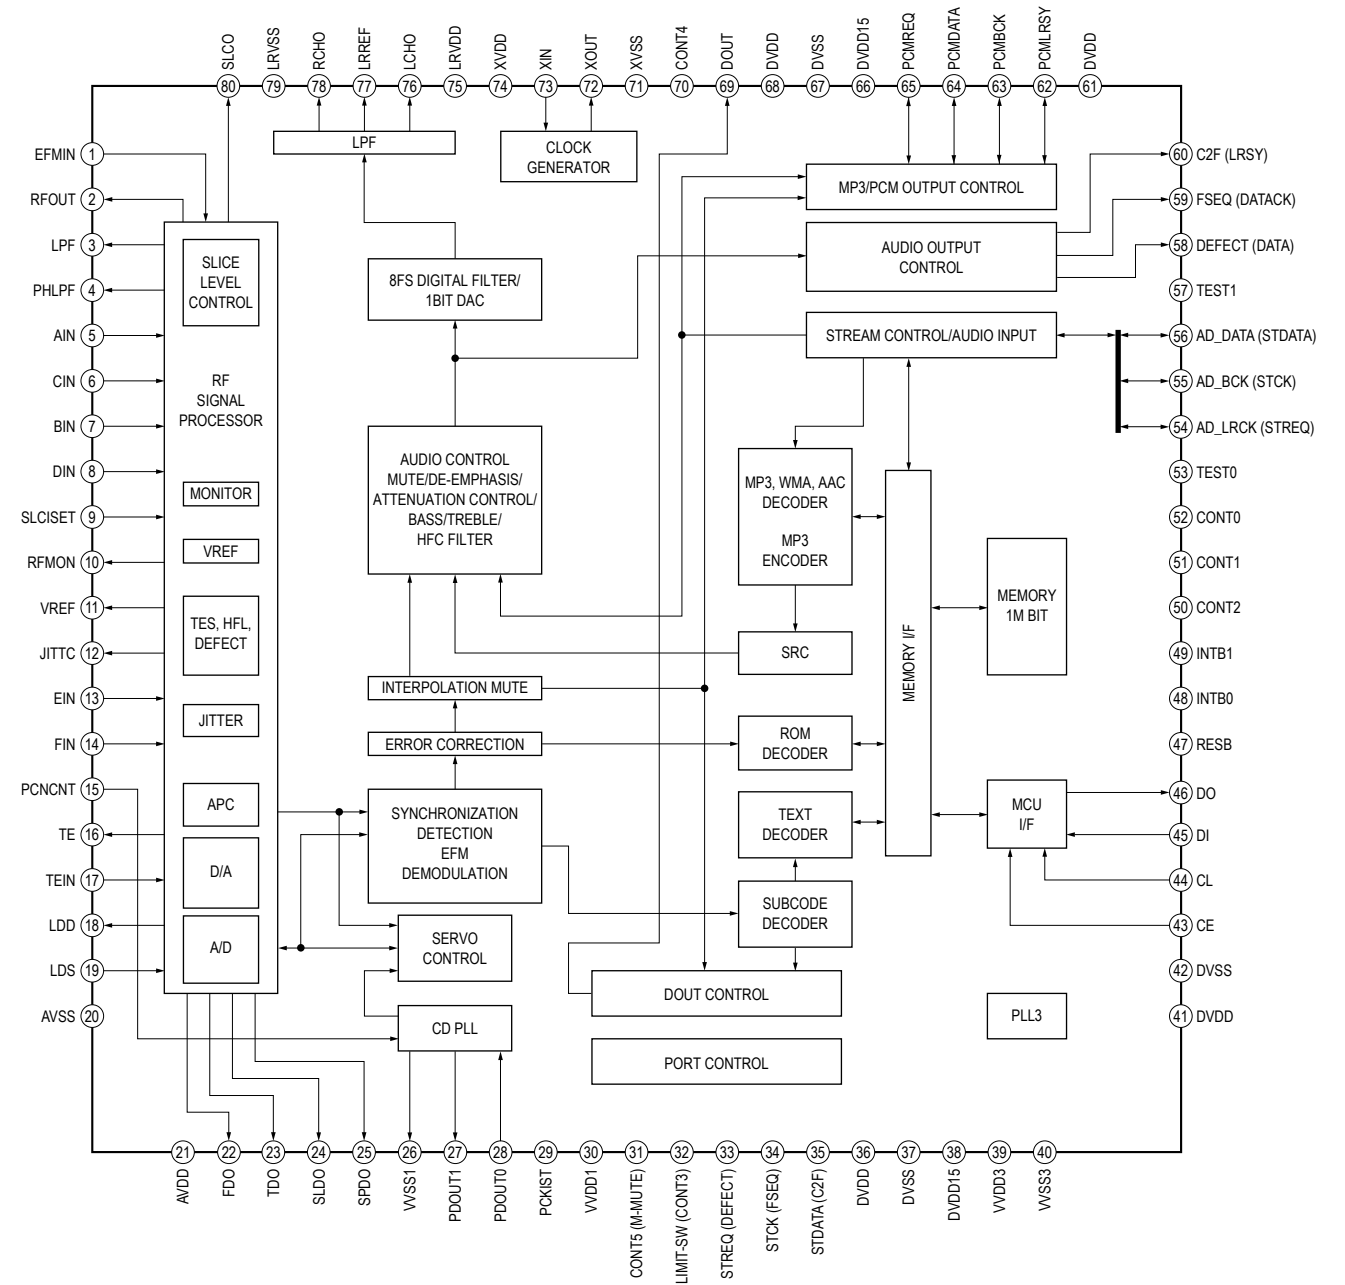 SLCO
LRVSS
RCHO
LRREF
LCHO
LRVDD
XVDD
XIN
XOUT
XVSS
CONT4
DOUT
DVDD
DVSS
DVDD15
PCMREQ
PCMDATA
PCMBCK
PCMLRSY
DVDD
80 79 78 77 76 75 74 73 72 71 70 69 68 67 66 65 64 63 62 61
EFMIN 1
RFOUT 2
LPF 3
PHLPF 4
AIN 5
CIN 6
BIN 7
DIN 8
SLCISET 9
RFMON 10
VREF 11
JITTC 12
EIN 13
FIN 14
PCNCNT 15
TE 16
TEIN 17
LDD 18
LDS 19
AVSS 20
SLICE
LEVEL
CONTROL
RF
SIGNAL
PROCESSOR
MONITOR
VREF
TES, HFL,
DEFECT
JITTER
APC
D/A
A/D
LPF
CLOCK
GENERATOR
8FS DIGITAL FILTER/
1BIT DAC
AUDIO CONTROL
MUTE/DE-EMPHASIS/
ATTENUATION CONTROL/
BASS/TREBLE/
HFC FILTER
INTERPOLATION MUTE
ERROR CORRECTION
SYNCHRONIZATION
DETECTION
EFM
DEMODULATION
SERVO
CONTROL
CD PLL
MP3/PCM OUTPUT CONTROL
AUDIO OUTPUT
CONTROL
STREAM CONTROL/AUDIO INPUT
MP3, WMA, AAC
DECODER
MP3
ENCODER
SRC
ROM
DECODER
TEXT
DECODER
SUBCODE
DECODER
DOUT CONTROL
PORT CONTROL
MEMORY I/F
MEMORY
1M BIT
MCU
I/F
PLL3
60 C2F (LRSY)
59 FSEQ (DATACK)
58 DEFECT (DATA)
57 TEST1
56 AD_DATA (STDATA)
55 AD_BCK (STCK)
54 AD_LRCK (STREQ)
53 TEST0
52 CONT0
51 CONT1
50 CONT2
49 INTB1
48 INTB0
47 RESB
46 DO
45 DI
44 CL
43 CE
42 DVSS
41 DVDD
21 22 23 24 25 26 27 28 29 30 31 32 33 34 35 36 37 38 39 40
AVDD
FDO
TDO
SLDO
SPDO
VVSS1
PDOUT1
PDOUT0
PCKIST
VVDD1
CONT5 (M-MUTE)
LIMIT-SW (CONT3)
STREQ (DEFECT)
STCK (FSEQ)
STDATA (C2F)
DVDD
DVSS
DVDD15
VVDD3
VVSS3